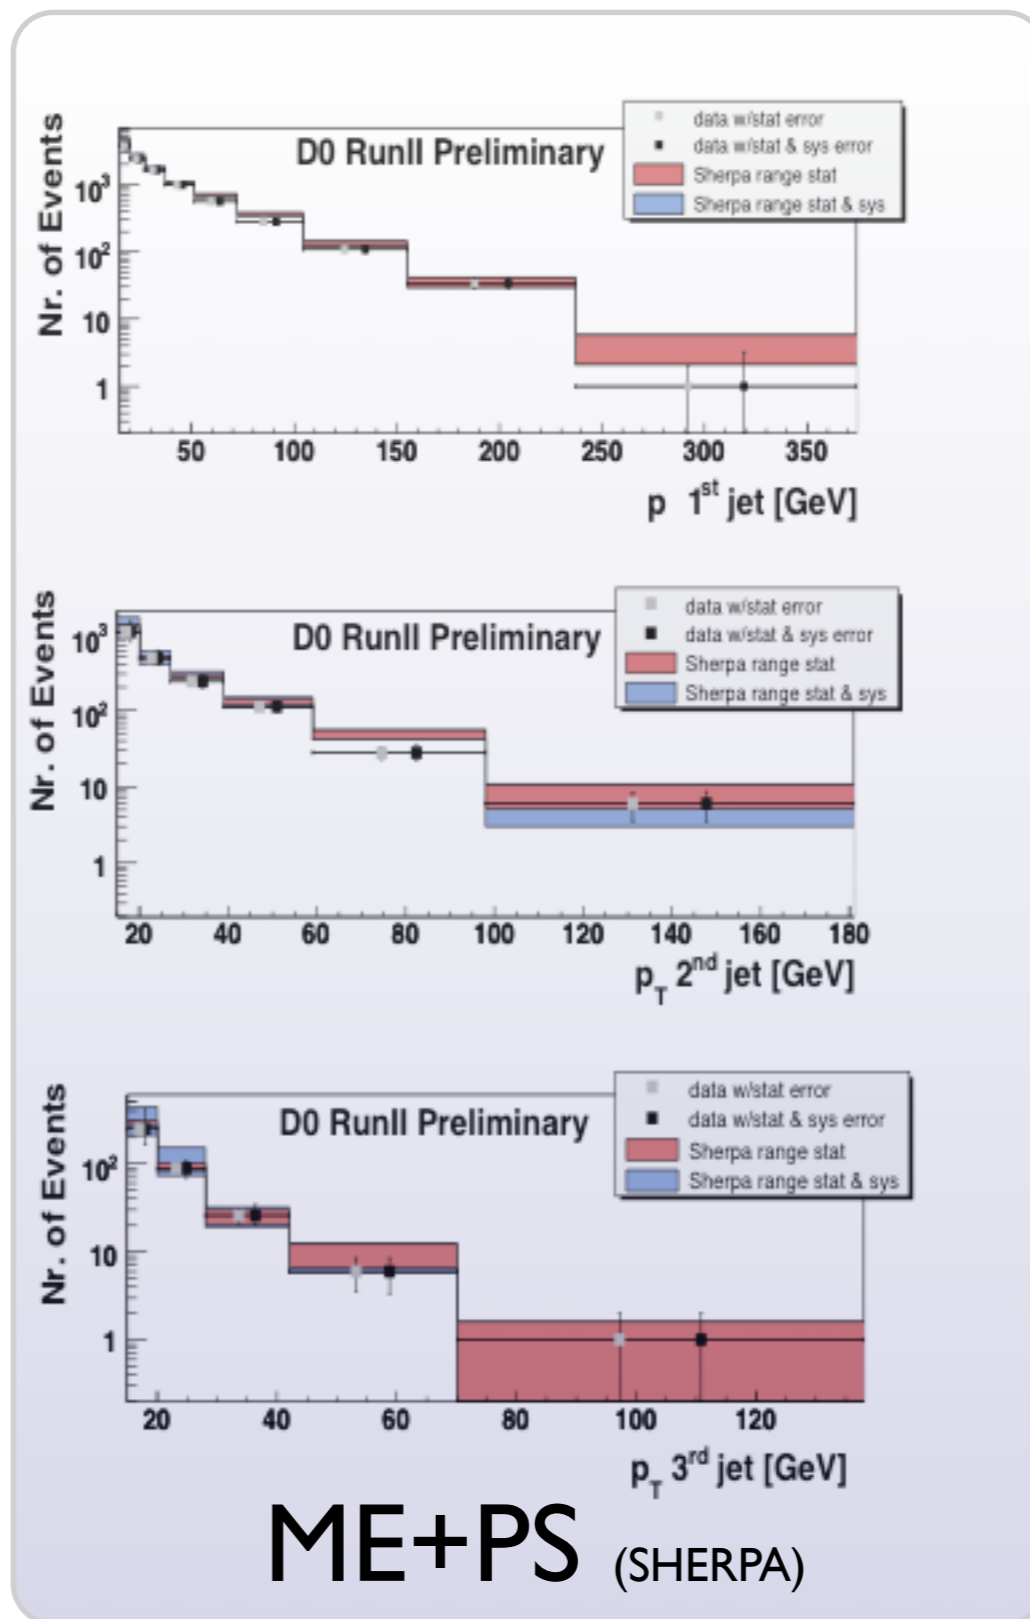 D0 RunII Preliminary
data w/stat error
data w/stat & sys error
Sherpa range stat
Sherpa range stat & sys
Nr. of Events
10³
10²
10
1
50 100 150 200 250 300 350
p 1st jet [GeV]
D0 RunII Preliminary
data w/stat error
data w/stat & sys error
Sherpa range stat
Sherpa range stat & sys
Nr. of Events
10³
10²
10
1
20 40 60 80 100 120 140 160 180
p_T 2nd jet [GeV]
D0 RunII Preliminary
data w/stat error
data w/stat & sys error
Sherpa range stat
Sherpa range stat & sys
Nr. of Events
10²
10
1
20 40 60 80 100 120
p_T 3rd jet [GeV]
ME+PS (SHERPA)